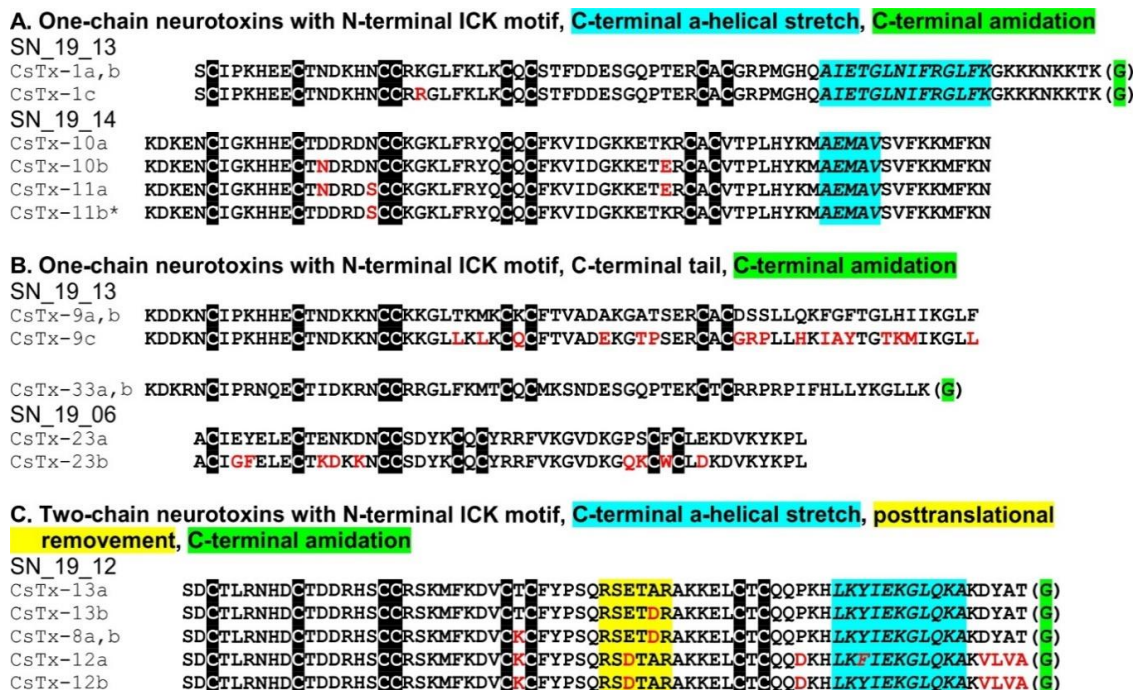 A. One-chain neurotoxins with N-terminal ICK motif, C-terminal a-helical stretch, C-terminal amidation
SN_19_13
CsTx-1a,b SCIPKHEECTNDKHNCCRKGLFKLKCQCSTFDDESGQPTERCACGRPMGHQAIETGLNIFRGLFKGKKKNKKTK(G)
CsTx-1c SCIPKHEECTNDKHNCCRRGLFKLKCQCSTFDDESGQPTERCACGRPMGHQAIETGLNIFRGLFKGKKKNKKTK(G)
SN_19_14
CsTx-10a KDKENCIGKHHECTDDRDNCCKGKLFRYQCQCFKVIDGKKETKRCACVTPLHYKMAEMAVSVFKKMFKN
CsTx-10b KDKENCIGKHHECTNDRDNCCKGKLFRYQCQCFKVIDGKKETERCACVTPLHYKMAEMAVSVFKKMFKN
CsTx-11a KDKENCIGKHHECTNDRDSCCKGKLFRYQCQCFKVIDGKKETERCACVTPLHYKMAEMAVSVFKKMFKN
CsTx-11b* KDKENCIGKHHECTDDRDSCCKGKLFRYQCQCFKVIDGKKETKRCACVTPLHYKMAEMAVSVFKKMFKN
B. One-chain neurotoxins with N-terminal ICK motif, C-terminal tail, C-terminal amidation
SN_19_13
CsTx-9a,b KDDKNCIPKHHECTNDKKNCCKKGLTKMKCKCFTVADAKGATSERCACDSSLLQKFGFTGLHIIKGLF
CsTx-9c KDDKNCIPKHHECTNDKKNCCKKGLLKLKCQCFTVADEKGTPSERCACGRPLLHKIAYTGTKMIKGLL
CsTx-33a,b KDKRNCIPRNQECTIDKRNCCRRGLFKMTCQCMKSNDESGQPTEKCTCRRPRPIFHLLYKGLLK(G)
SN_19_06
CsTx-23a ACIEYELECTENKDNCCSDYKCQCYRRFVKGVDKGPSCFCLEKDVKYKPL
CsTx-23b ACIGFELECTKDKKNCCSDYKCQCYRRFVKGVDKGQKCWCLDKDVKYKPL
C. Two-chain neurotoxins with N-terminal ICK motif, C-terminal a-helical stretch, posttranslational
removement, C-terminal amidation
SN_19_12
CsTx-13a SDCTLRNHDCTDDRHSCCRSKMFKDVCTCFYPSQRSETARAKKELCTCQQPKHLKYIEKGLQKAKDYAT(G)
CsTx-13b SDCTLRNHDCTDDRHSCCRSKMFKDVCTCFYPSQRSETDRAKKELCTCQQPKHLKYIEKGLQKAKDYAT(G)
CsTx-8a,b SDCTLRNHDCTDDRHSCCRSKMFKDVCKCFYPSQRSETDRAKKELCTCQQPKHLKYIEKGLQKAKDYAT(G)
CsTx-12a SDCTLRNHDCTDDRHSCCRSKMFKDVCKCFYPSQRSDTARAKKELCTCQQDKHLKFIEKGLQKAKVLVA(G)
CsTx-12b SDCTLRNHDCTDDRHSCCRSKMFKDVCKCFYPSQRSDTARAKKELCTCQQDKHLKYIEKGLQKAKVLVA(G)